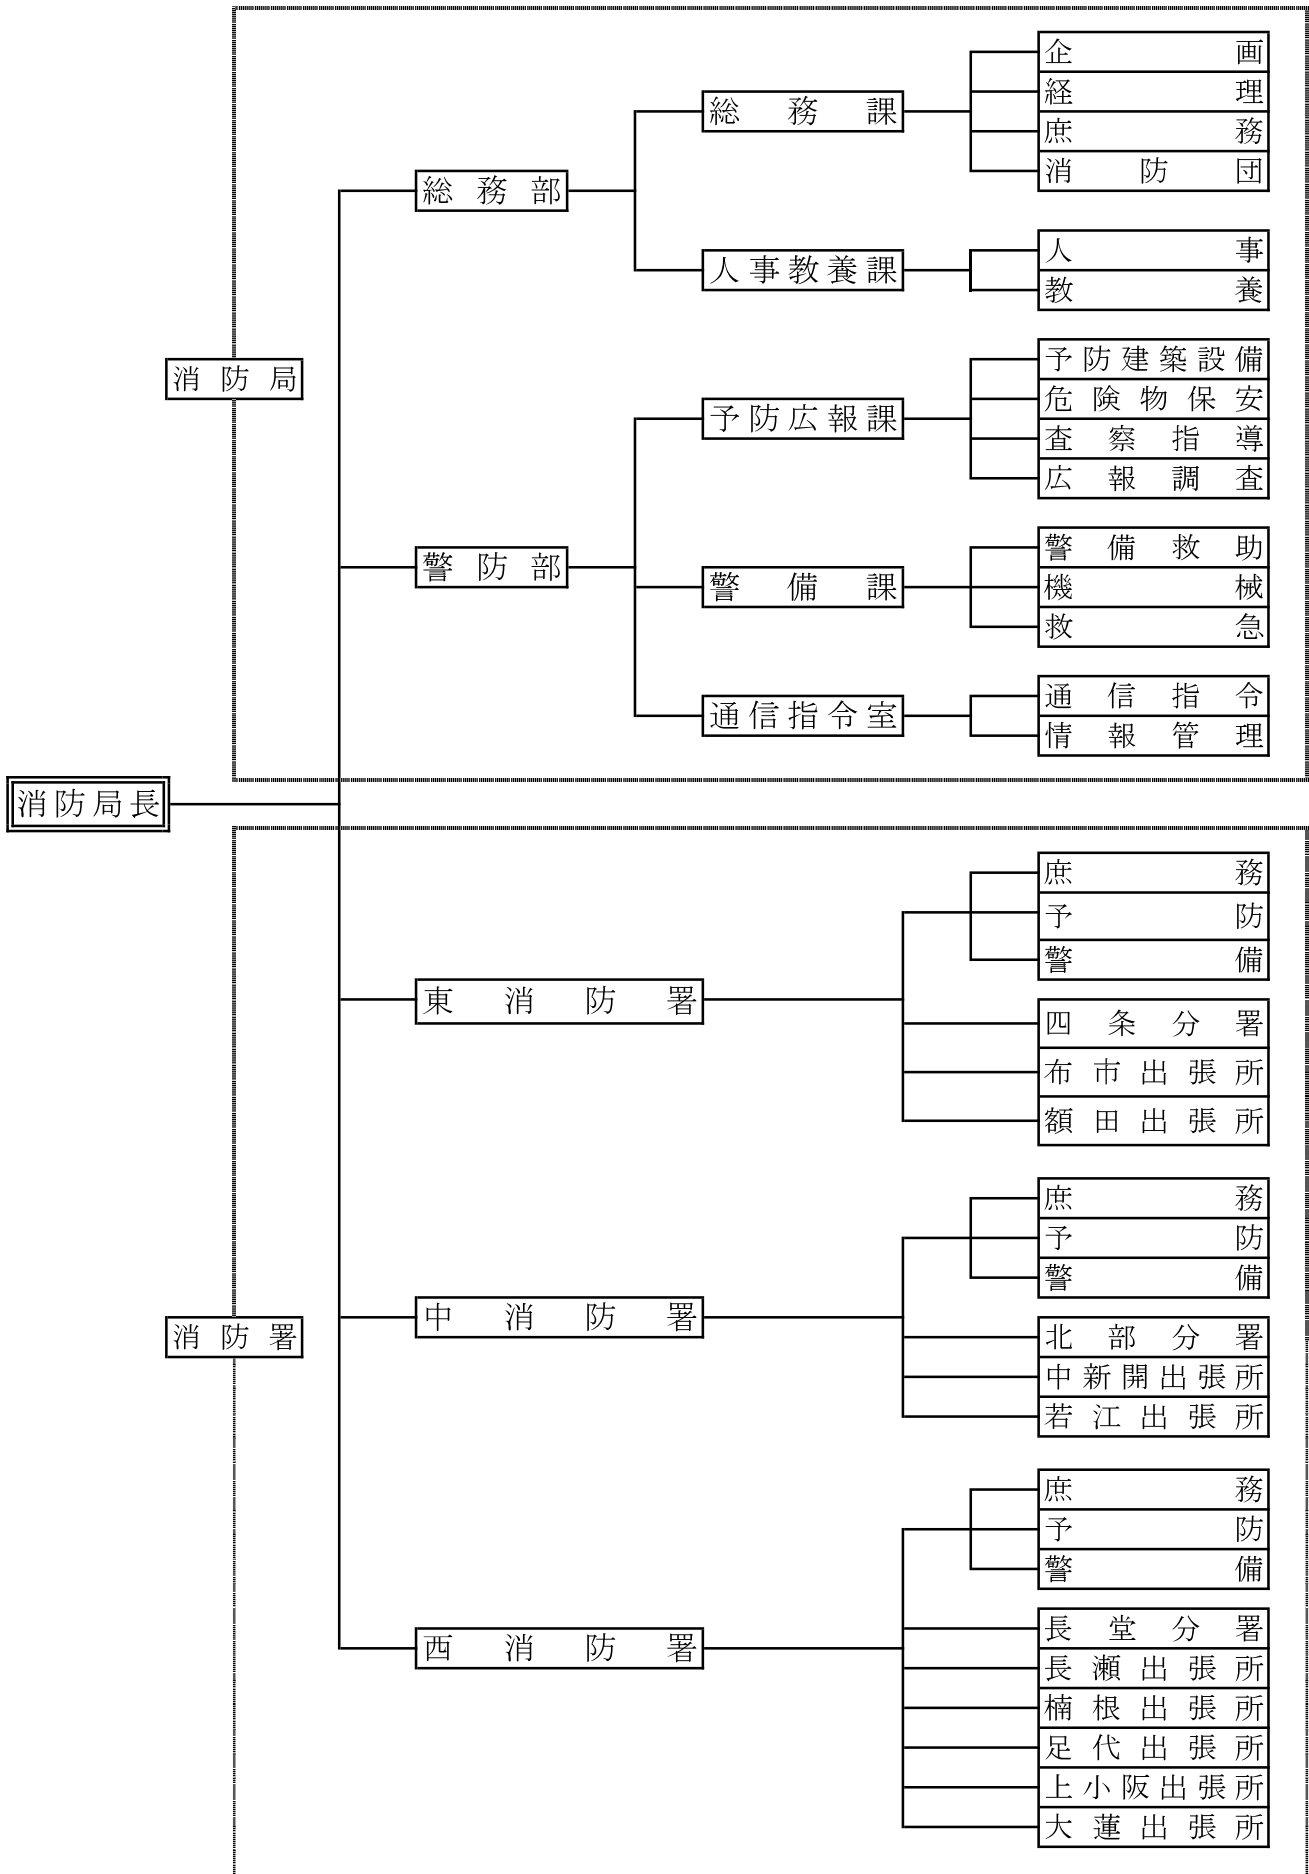 企画
経理
総務課
庶務
消防団
総務部
人事
人事教養課
教養
消防局
予防建築設備
危険物保安
予防広報課
査察指導
広報調査
警防部
警備救助
警備課
機械
救急
通信指令
通信指令室
情報管理
消防局長
庶務
予防
警備
東消防署
四条分署
布市出張所
額田出張所
庶務
予防
警備
中消防署
消防署
北部分署
中新開出張所
若江出張所
庶務
予防
警備
西消防署
長堂分署
長瀬出張所
楠根出張所
足代出張所
上小阪出張所
大蓮出張所